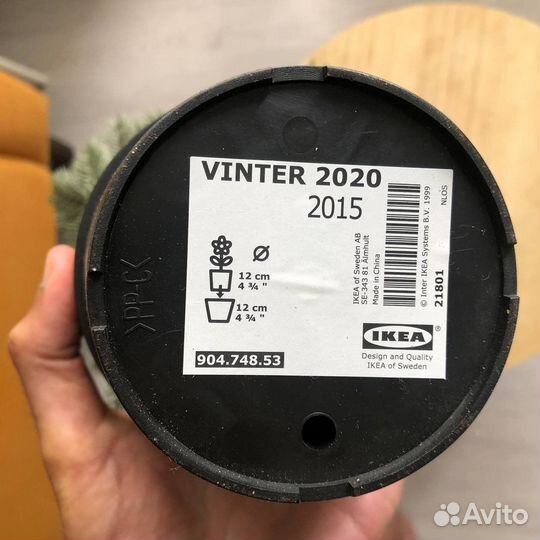 VINTER 2020
2015
12 cm
4 ¾ "
12 cm
4 ¾ "
904.748.53
IKEA of Sweden AB
SE-343 81 Älmhult
Made in China
21801
© Inter IKEA Systems B.V. 1999
NLOS
IKEA®
Design and Quality
IKEA of Sweden
>PP-C<
Avito